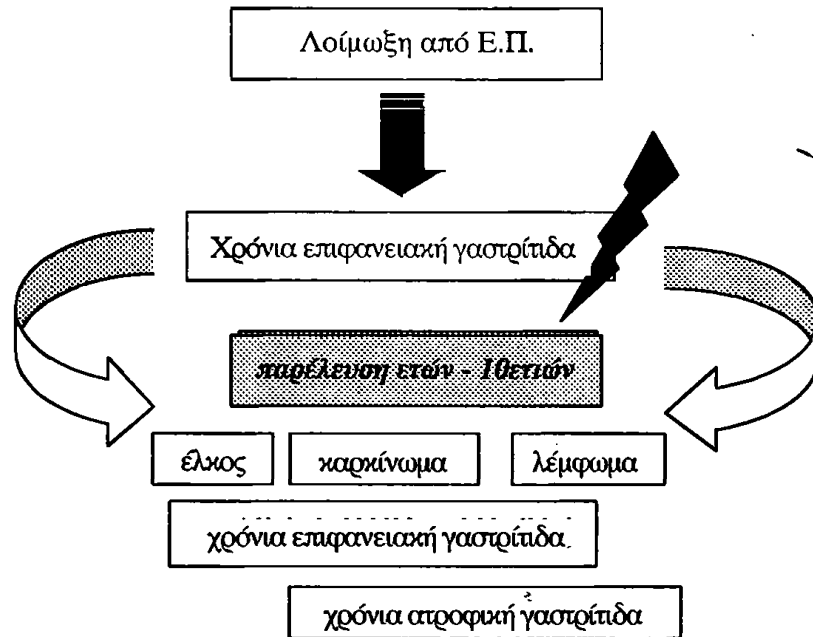 Λοίμωξη από Ε.Π.
Χρόνια επιφανειακή γαστρίτιδα
παρέλευση ετών - 10ετιών
έλκος
καρκίνωμα
λέμφωμα
χρόνια επιφανειακή γαστρίτιδα
χρόνια ατροφική γαστρίτιδα